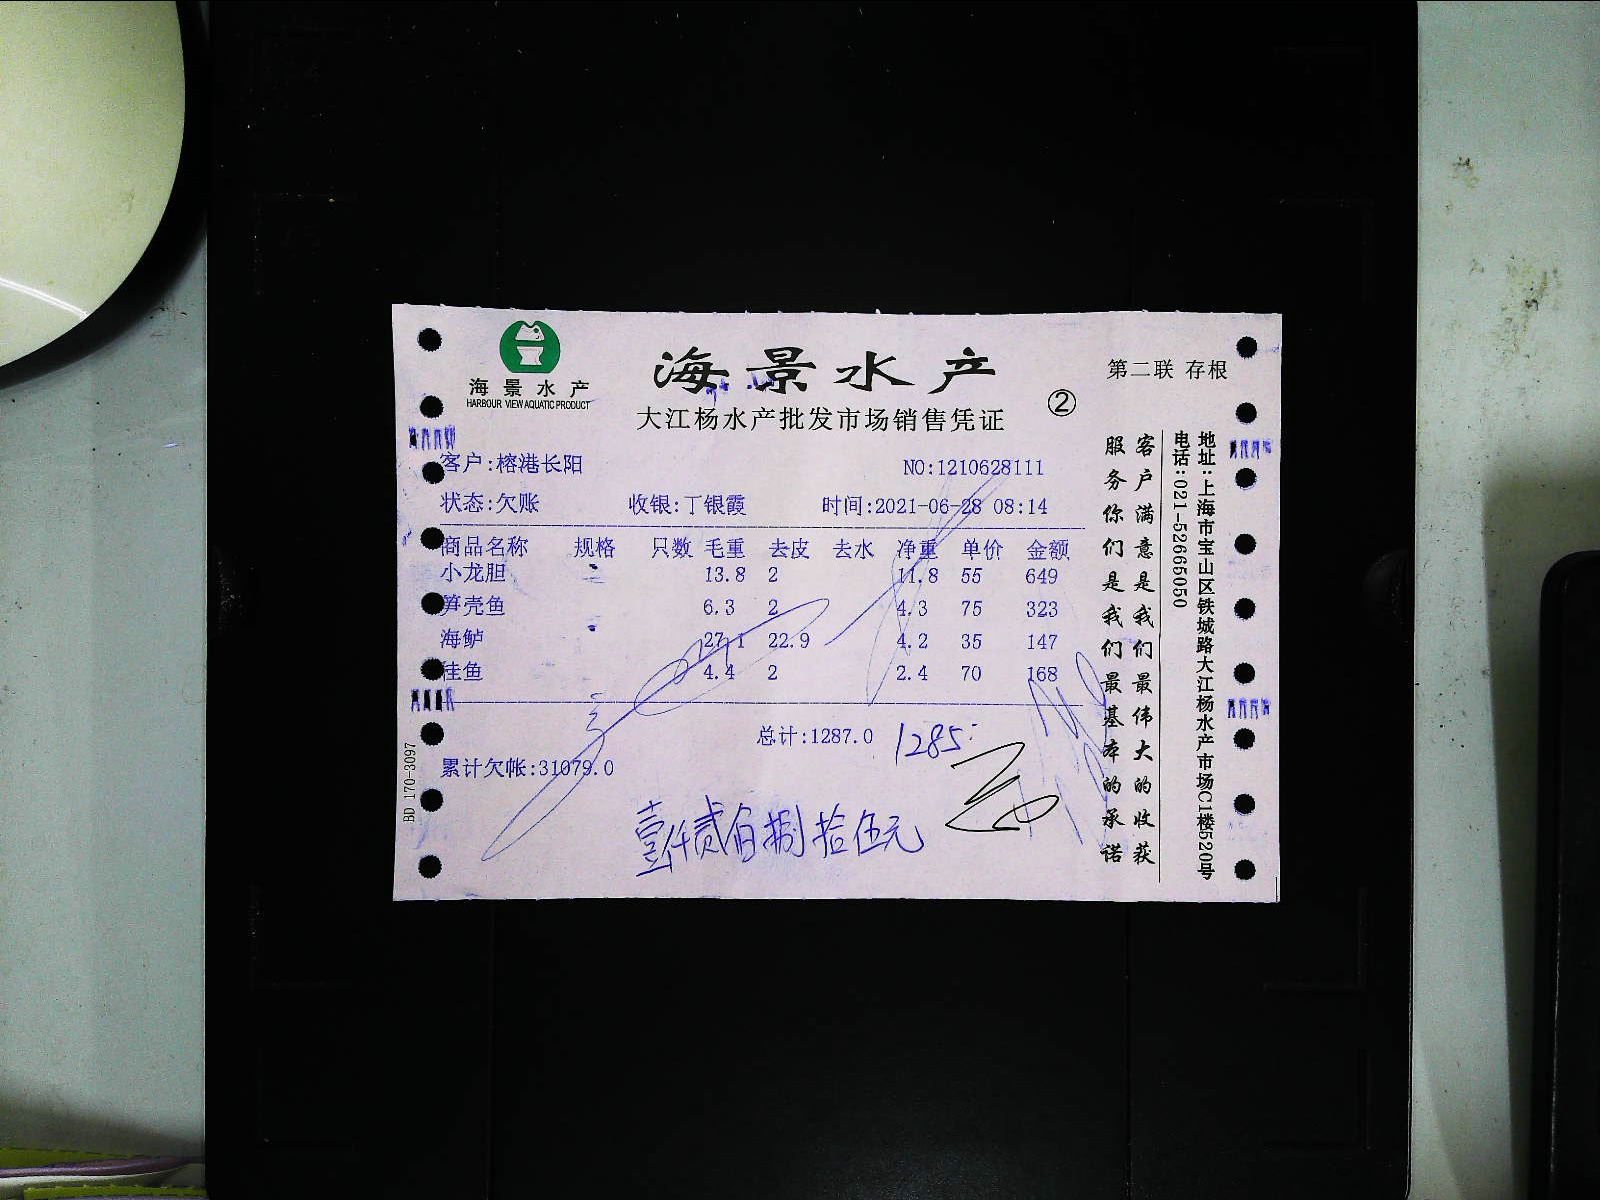 海景水产
HARBOUR VIEW AQUATIC PRODUCT
海景水产
大江杨水产批发市场销售凭证
②
第二联 存根
客户:榕港长阳 NO:1210628111
状态:欠账 收银:丁银霞 时间:2021-06-28 08:14
商品名称 规格 只数 毛重 去皮 去水 净重 单价 金额
小龙胆 13.8 2 11.8 55 649
笋壳鱼 6.3 2 4.3 75 323
海鲈 27.1 22.9 4.2 35 147
桂鱼 4.4 2 2.4 70 168
总计:1287.0 1285
累计欠帐:31079.0
壹仟贰佰捌拾伍元
客户满意是我们最伟大的收获
服务你们是我们最基本的承诺
地址:上海市宝山区铁城路大江杨水产市场C1楼520号
电话:021-52665050
BD 170-3097